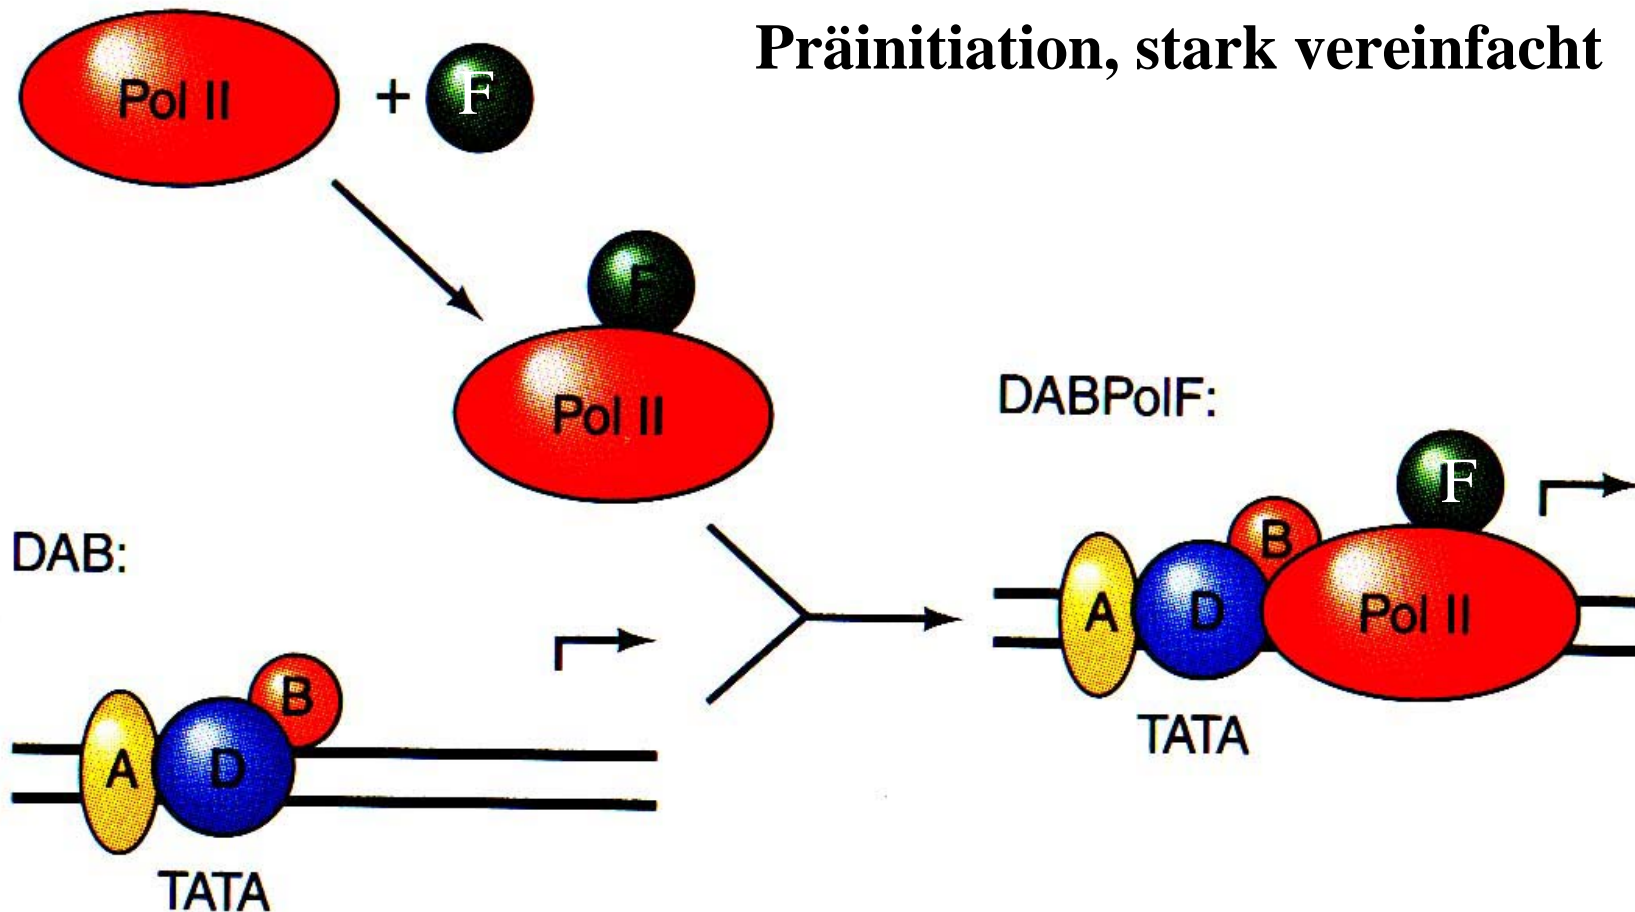 Präinitiation, stark vereinfacht
Pol II + F
F
Pol II
DABPolF:
F
B
A D Pol II
TATA
DAB:
B
A D
TATA